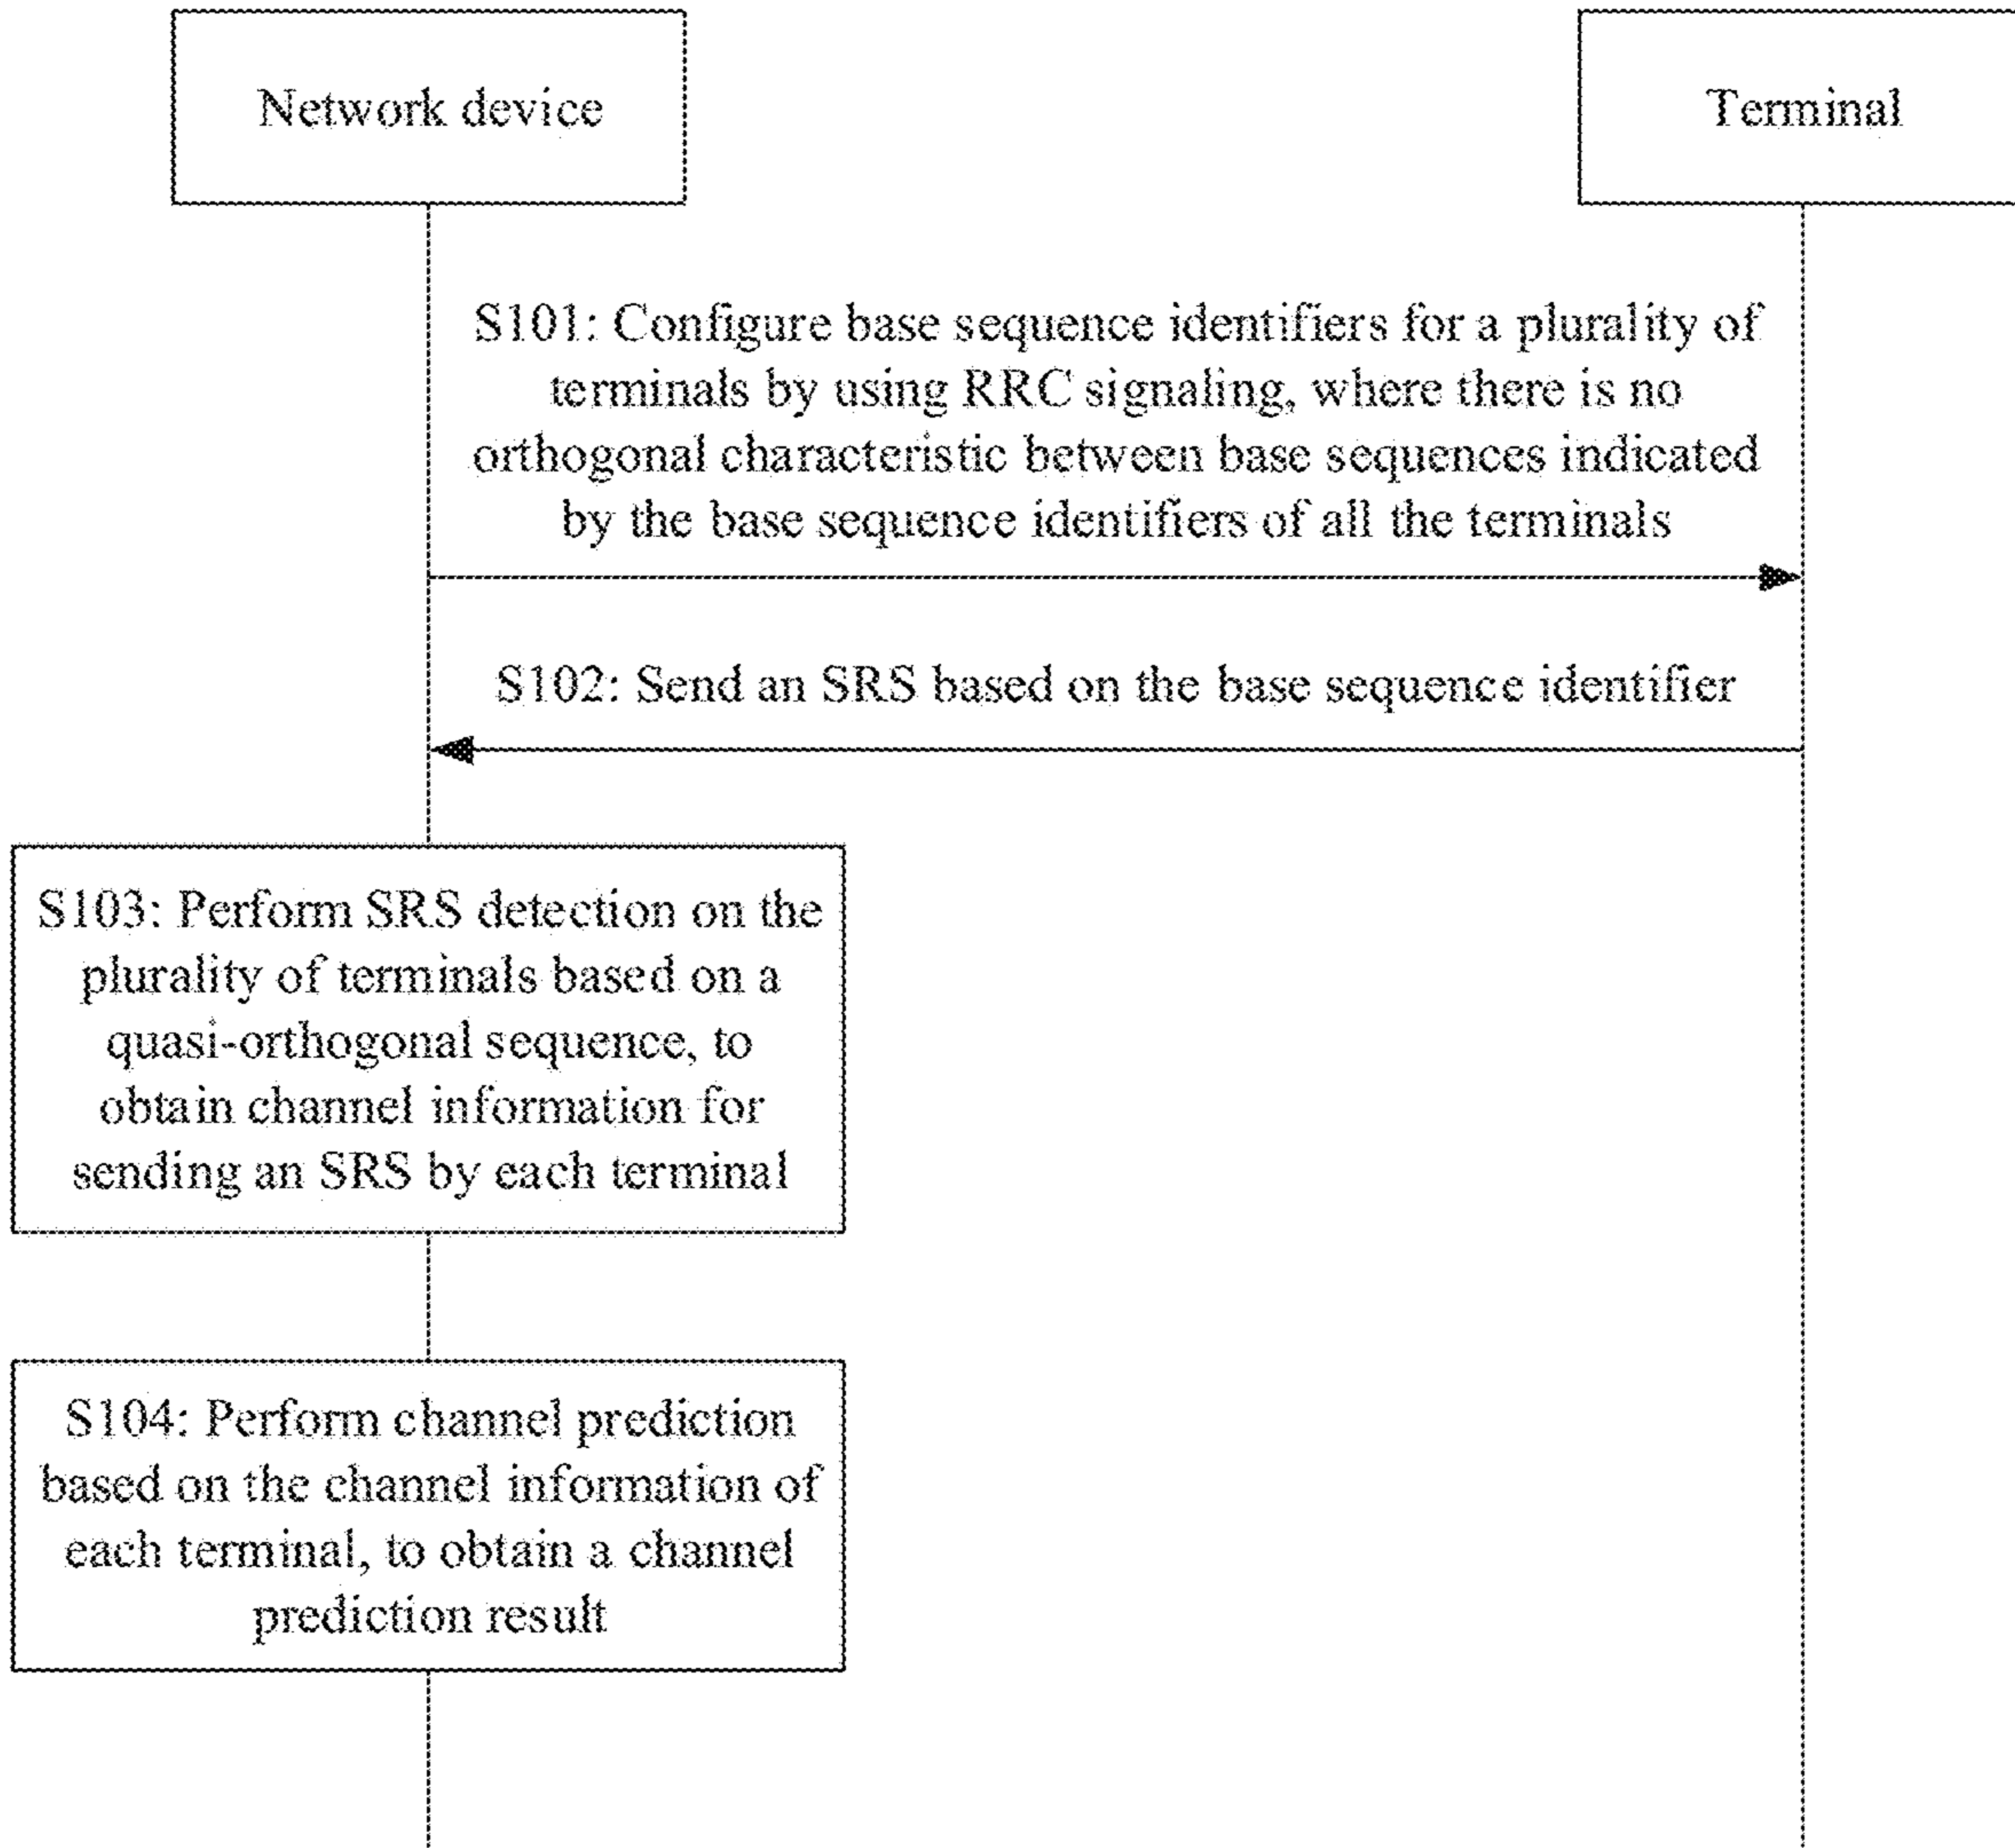 Network device
Terminal
S101: Configure base sequence identifiers for a plurality of
terminals by using RRC signaling, where there is no
orthogonal characteristic between base sequences indicated
by the base sequence identifiers of all the terminals
S102: Send an SRS based on the base sequence identifier
S103: Perform SRS detection on the
plurality of terminals based on a
quasi-orthogonal sequence, to
obtain channel information for
sending an SRS by each terminal
S104: Perform channel prediction
based on the channel information of
each terminal, to obtain a channel
prediction result